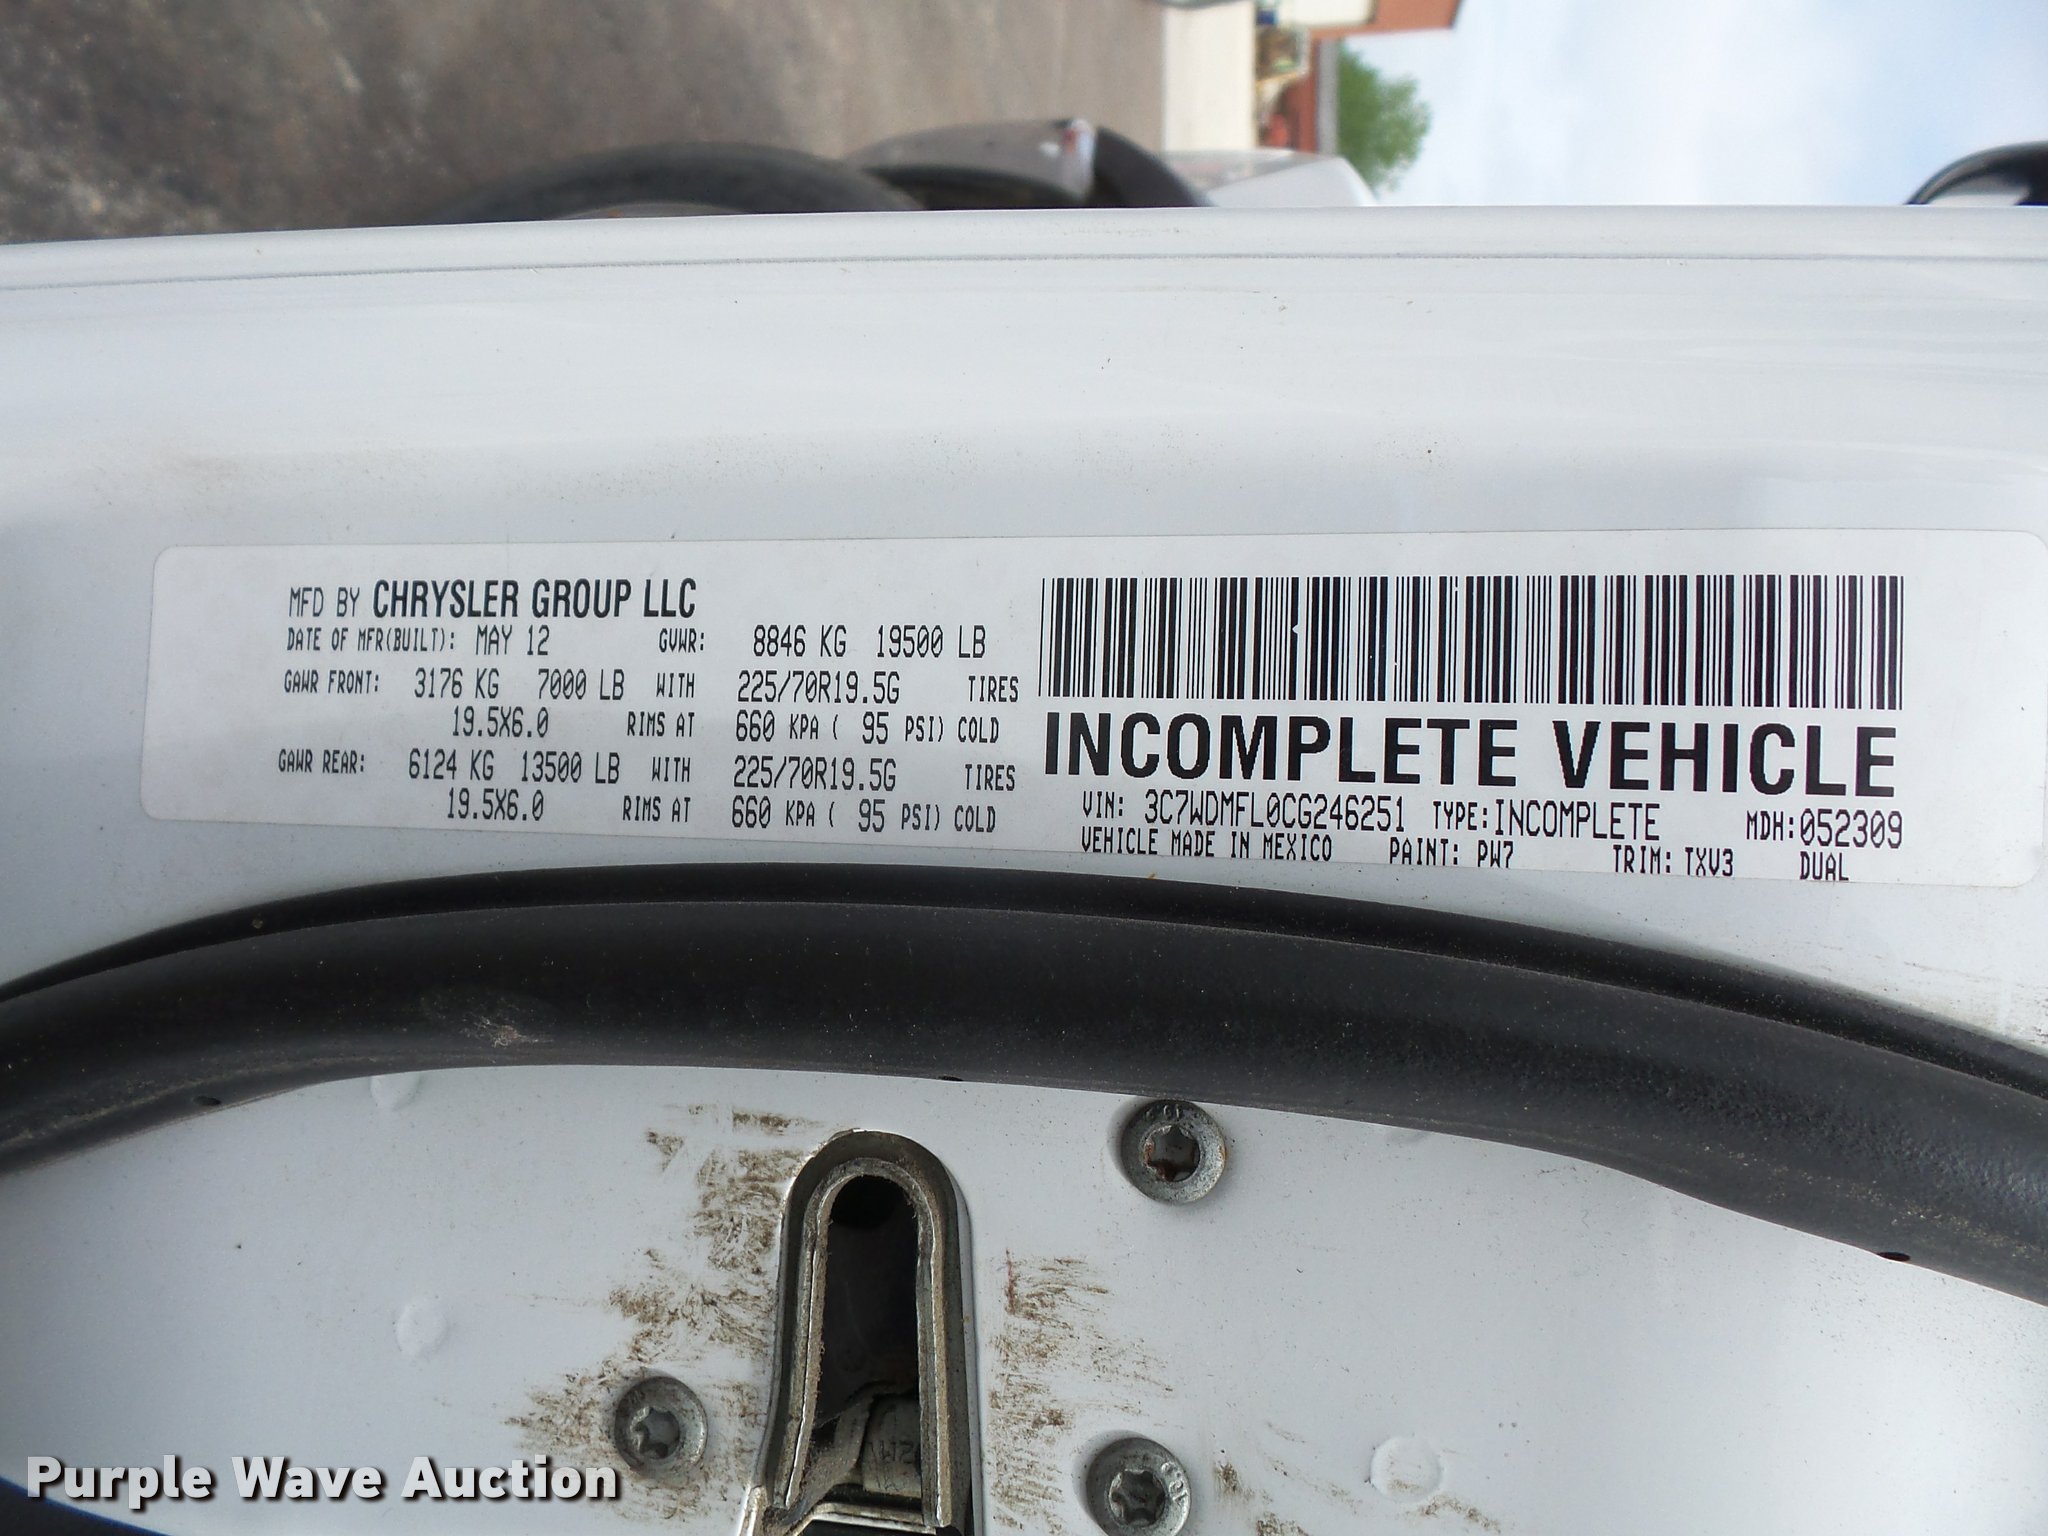 MFD BY CHRYSLER GROUP LLC
DATE OF MFR(BUILT): MAY 12 GVWR: 8846 KG 19500 LB
GAWR FRONT: 3176 KG 7000 LB WITH 225/70R19.5G TIRES
19.5X6.0 RIMS AT 660 KPA ( 95 PSI) COLD
GAWR REAR: 6124 KG 13500 LB WITH 225/70R19.5G TIRES
19.5X6.0 RIMS AT 660 KPA ( 95 PSI) COLD
INCOMPLETE VEHICLE
VIN: 3C7WDMFL0CG246251 TYPE:INCOMPLETE MDH:052309
VEHICLE MADE IN MEXICO PAINT: PW7 TRIM: TXV3 DUAL
Purple Wave Auction